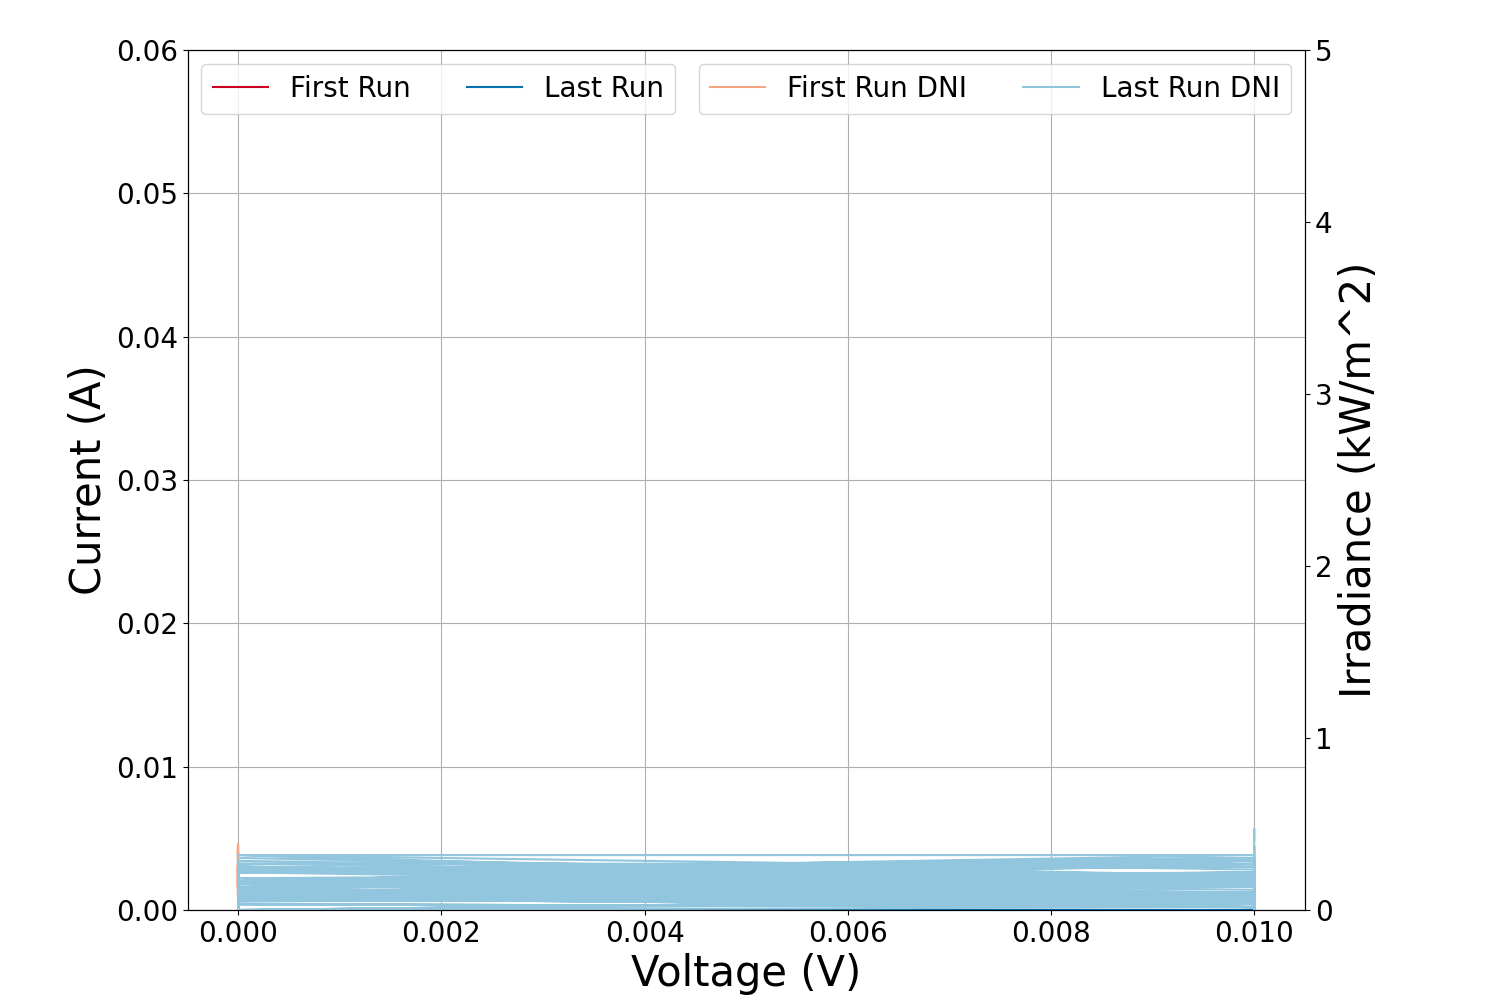 First Run
Last Run
First Run DNI
Last Run DNI
0.06
0.05
0.04
0.03
0.02
0.01
0.00
Current (A)
5
4
3
2
1
0
Irradiance (kW/m^2)
0.000
0.002
0.004
0.006
0.008
0.010
Voltage (V)